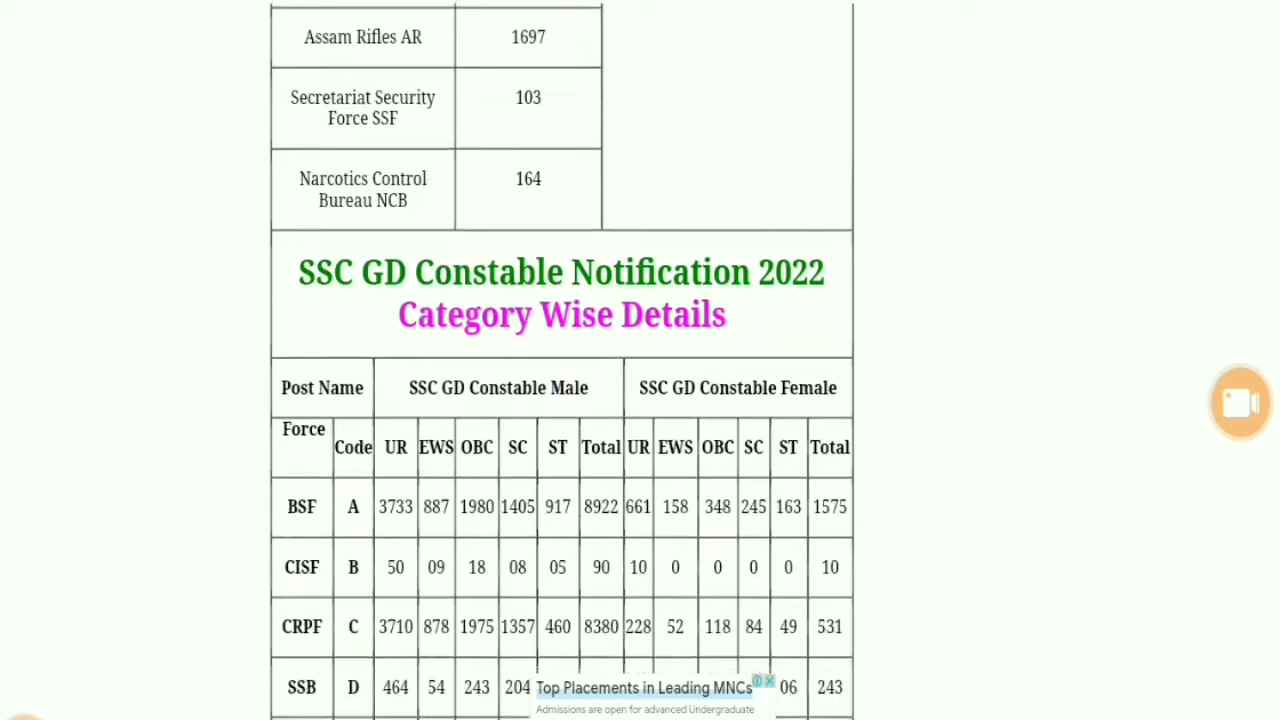 Assam Rifles AR 1697
Secretariat Security 103
Force SSF
Narcotics Control 164
Bureau NCB
SSC GD Constable Notification 2022
Category Wise Details
Post Name SSC GD Constable Male SSC GD Constable Female
Force Code UR EWS OBC SC ST Total UR EWS OBC SC ST Total
BSF A 3733 887 1980 1405 917 8922 661 158 348 245 163 1575
CISF B 50 09 18 08 05 90 10 0 0 0 0 10
CRPF C 3710 878 1975 1357 460 8380 228 52 118 84 49 531
SSB D 464 54 243 204 06 243
Top Placements in Leading MNCs
Admissions are open for advanced Undergraduate